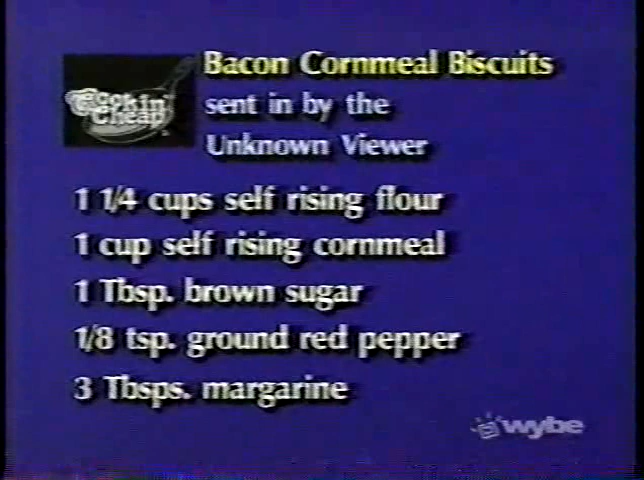 Bacon Cornmeal Biscuits
Cookin'
Cheap
sent in by the
Unknown Viewer
1 1/4 cups self rising flour
1 cup self rising cornmeal
1 Tbsp. brown sugar
1/8 tsp. ground red pepper
3 Tbsps. margarine
wybe